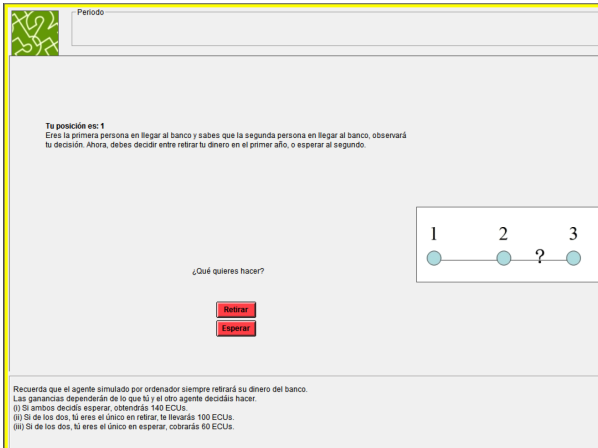 Periodo
Tu posición es: 1
Eres la primera persona en llegar al banco y sabes que la segunda persona en llegar al banco, observará
tu decisión. Ahora, debes decidir entre retirar tu dinero en el primer año, o esperar al segundo.
1 2 3
?
¿Qué quieres hacer?
Retirar
Esperar
Recuerda que el agente simulado por ordenador siempre retirará su dinero del banco.
Las ganancias dependerán de lo que tú y el otro agente decidáis hacer.
(i) Si ambos decidís esperar, obtendrás 140 ECUs.
(ii) Si de los dos, tú eres el único en retirar, te llevarás 100 ECUs.
(iii) Si de los dos, tú eres el único en esperar, cobrarás 60 ECUs.